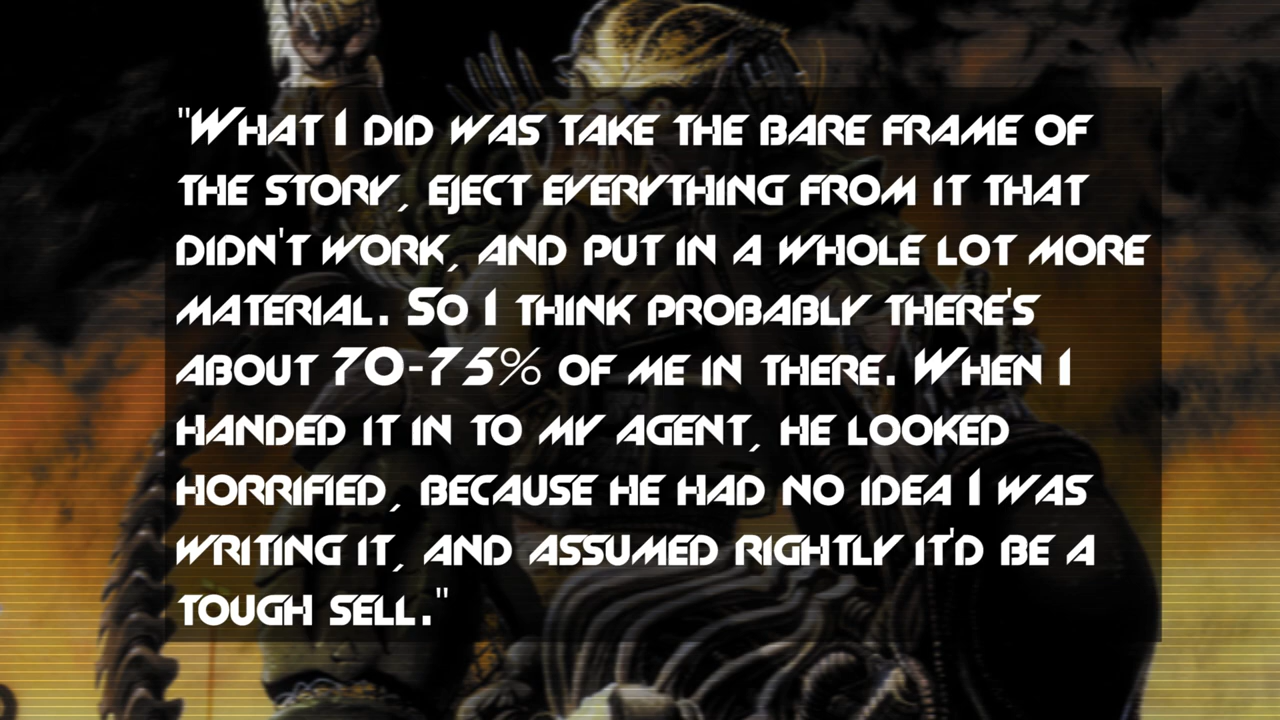 "What I did was take the bare frame of
the story, eject everything from it that
didn't work, and put in a whole lot more
material. So I think probably there's
about 70-75% of me in there. When I
handed it in to my agent, he looked
horrified, because he had no idea I was
writing it, and assumed rightly it'd be a
tough sell."